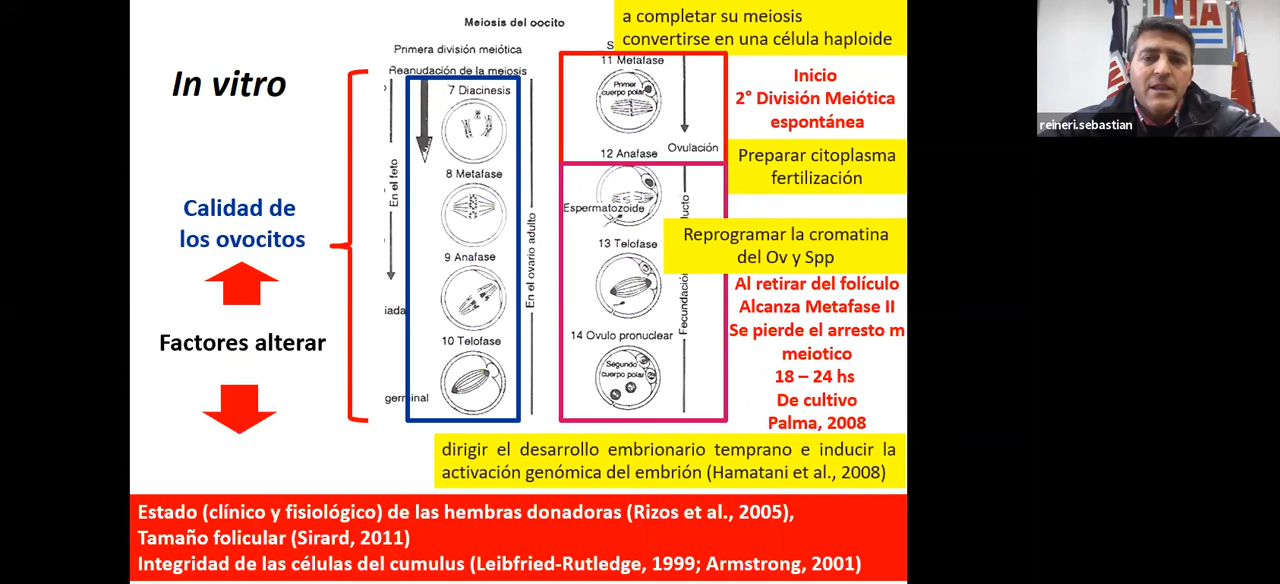 Meiosis del oocito
a completar su meiosis
convertirse en una célula haploide
Primera división meiótica
S
Reanudación de la meiosis
In vitro
7 Diacinesis
11 Metafase
Primer
cuerpo polar
Inicio
2° División Meiótica
espontánea
Ovulación
12 Anafase
Preparar citoplasma
fertilización
En el feto
8 Metafase
Espermatozoide
ducto
Calidad de
los ovocitos
En el ovario adulto
Reprogramar la cromatina
del Ov y Spp
13 Telofase
9 Anafase
Al retirar del folículo
Alcanza Metafase II
Se pierde el arresto m
meiotico
18 – 24 hs
De cultivo
Palma, 2008
Fecundación
iada
Factores alterar
10 Telofase
14 Ovulo pronuclear
Segundo
cuerpo polar
germinal
dirigir el desarrollo embrionario temprano e inducir la
activación genómica del embrión (Hamatani et al., 2008)
Estado (clínico y fisiológico) de las hembras donadoras (Rizos et al., 2005),
Tamaño folicular (Sirard, 2011)
Integridad de las células del cumulus (Leibfried-Rutledge, 1999; Armstrong, 2001)
INTA
reineri.sebastian